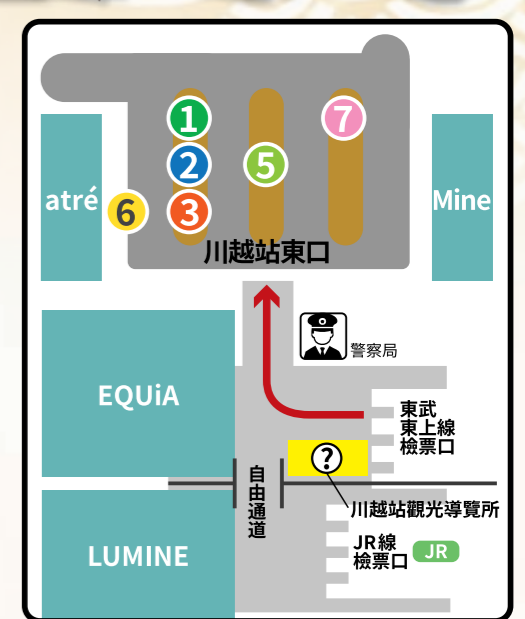 1
7
2
5
atré
6
3
Mine
川越站東口
警察局
EQUiA
東武
東上線
檢票口
?
自由通道
川越站觀光導覽所
LUMINE
JR線
檢票口
JR